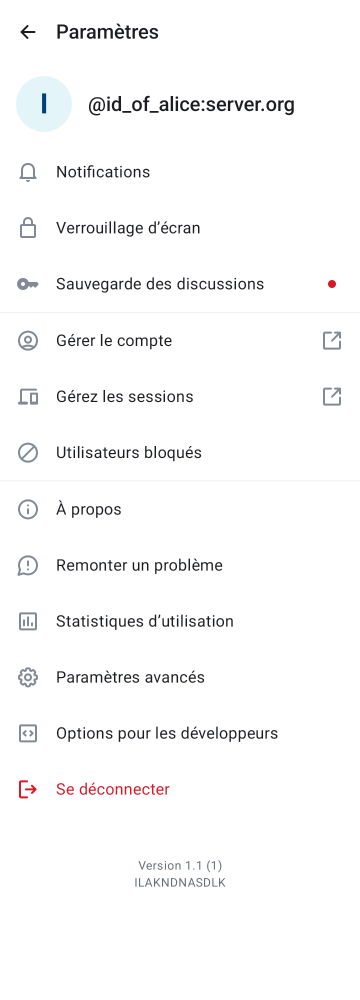 Paramètres
I
@id_of_alice:server.org
Notifications
Verrouillage d’écran
Sauvegarde des discussions
Gérer le compte
Gérez les sessions
Utilisateurs bloqués
À propos
Remonter un problème
Statistiques d’utilisation
Paramètres avancés
Options pour les développeurs
Se déconnecter
Version 1.1 (1)
ILAKNDNASDLK